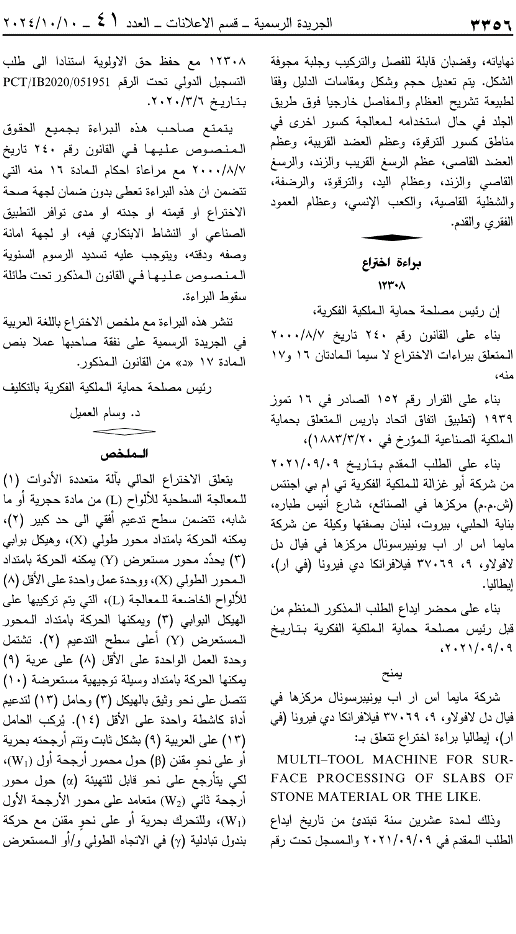 ٣٣٥٦
الجريدة الرسمية ــ قسم الاعلانات ــ العدد ٤١ ــ ٢٠٢٤/١٠/١٠
نهاياته، وقضبان قابلة للفصل والتركيب وجلبة مجوفة
الشكل. يتم تعديل حجم وشكل ومقاسات الدليل وفقا
لطبيعة تشريح العظام والمفاصل خارجيا فوق طريق
الجلد في حال استخدامه لمعالجة كسور اخرى في
مناطق كسور الترقوة، وعظم العضد القريبة، وعظم
العضد القاصى، عظم الرسغ القريب والزند، والرسغ
القاصي والزند، وعظام اليد، والترقوة، والرضفة،
والشظية القاصية، والكعب الإنسي، وعظام العمود
الفقري والقدم.
براءة اختراع
١٢٣٠٨
إن رئيس مصلحة حماية الملكية الفكرية،
بناء على القانون رقم ٢٤٠ تاريخ ٢٠٠٠/٨/٧
المتعلق ببراءات الاختراع لا سيما المادتان ١٦ و١٧
منه،
بناء على القرار رقم ١٥٢ الصادر في ١٦ تموز
١٩٣٩ (تطبيق اتفاق اتحاد باريس المتعلق بحماية
الملكية الصناعية المؤرخ في ١٨٨٣/٣/٢٠)،
بناء على الطلب المقدم بتاريخ ٢٠٢١/٠٩/٠٩
من شركة أبو غزالة للملكية الفكرية تي ام بي اجنتس
(ش.م.م) مركزها في الصنائع، شارع أنيس طباره،
بناية الحلبي، بيروت، لبنان بصفتها وكيلة عن شركة
مايما اس ار اب يونيبرسونال مركزها في فيال دل
لافولاو، ٩، ٣٧٠٦٩ فيلافرانكا دي فيرونا (في ار)،
إيطاليا.
بناء على محضر ايداع الطلب المذكور المنظم من
قبل رئيس مصلحة حماية الملكية الفكرية بتاريخ
٢٠٢١/٠٩/٠٩،
يمنح
شركة مايما اس ار اب يونيبرسونال مركزها في
فيال دل لافولاو، ٩، ٣٧٠٦٩ فيلافرانكا دي فيرونا (في
ار)، إيطاليا براءة اختراع تتعلق بـ:
MULTI–TOOL MACHINE FOR SUR-
FACE PROCESSING OF SLABS OF
STONE MATERIAL OR THE LIKE.
وذلك لمدة عشرين سنة تبتدئ من تاريخ ايداع
الطلب المقدم في ٢٠٢١/٠٩/٠٩ والمسجل تحت رقم
١٢٣٠٨ مع حفظ حق الاولوية استنادا الى طلب
التسجيل الدولي تحت الرقم PCT/IB2020/051951
بتاريخ ٢٠٢٠/٣/٦.
يتمتع صاحب هذه البراءة بجميع الحقوق
المنصوص عليها في القانون رقم ٢٤٠ تاريخ
٢٠٠٠/٨/٧ مع مراعاة احكام المادة ١٦ منه التي
تتضمن ان هذه البراءة تعطى بدون ضمان لجهة صحة
الاختراع او قيمته او جدته او مدى توافر التطبيق
الصناعي او النشاط الابتكاري فيه، او لجهة امانة
وصفه ودقته، ويتوجب عليه تسديد الرسوم السنوية
المنصوص عليها في القانون المذكور تحت طائلة
سقوط البراءة.
تنشر هذه البراءة مع ملخص الاختراع باللغة العربية
في الجريدة الرسمية على نفقة صاحبها عملا بنص
المادة ١٧ «د» من القانون المذكور.
رئيس مصلحة حماية الملكية الفكرية بالتكليف
د. وسام العميل
الملخص
يتعلق الاختراع الحالي بآلة متعددة الأدوات (١)
للمعالجة السطحية للألواح (L) من مادة حجرية أو ما
شابه، تتضمن سطح تدعيم أفقي الى حد كبير (٢)،
يمكنه الحركة بامتداد محور طولي (X)، وهيكل بوابي
(٣) يحدّد محور مستعرض (Y) يمكنه الحركة بامتداد
المحور الطولي (X)، ووحدة عمل واحدة على الأقل (٨)
للألواح الخاضعة للمعالجة (L)، التي يتم تركيبها على
الهيكل البوابي (٣) ويمكنها الحركة بامتداد المحور
المستعرض (Y) أعلى سطح التدعيم (٢). تشتمل
وحدة العمل الواحدة على الأقل (٨) على عربة (٩)
يمكنها الحركة بامتداد وسيلة توجيهية مستعرضة (١٠)
تتصل على نحو وثيق بالهيكل (٣) وحامل (١٣) لتدعيم
أداة كاشطة واحدة على الأقل (١٤). يُركب الحامل
(١٣) على العربية (٩) بشكل ثابت وتتم أرجحته بحرية
أو على نحوٍ مقنن (β) حول محمور أرجحة أول (W₁)،
لكي يتأرجع على نحو قابل للتهيئة (α) حول محور
أرجحة ثاني (W₂) متعامد على محور الأرجحة الأول
(W₁)، وللتحرك بحرية أو على نحوٍ مقنن مع حركة
بندول تبادلية (γ) في الاتجاه الطولي و/أو المستعرض